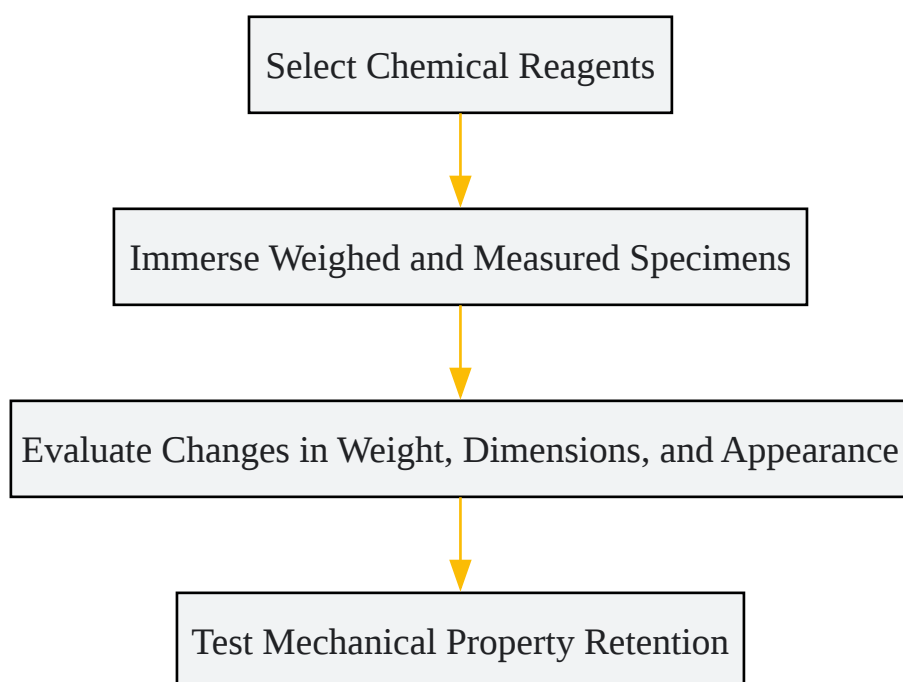 Select Chemical Reagents
Immerse Weighed and Measured Specimens
Evaluate Changes in Weight, Dimensions, and Appearance
Test Mechanical Property Retention